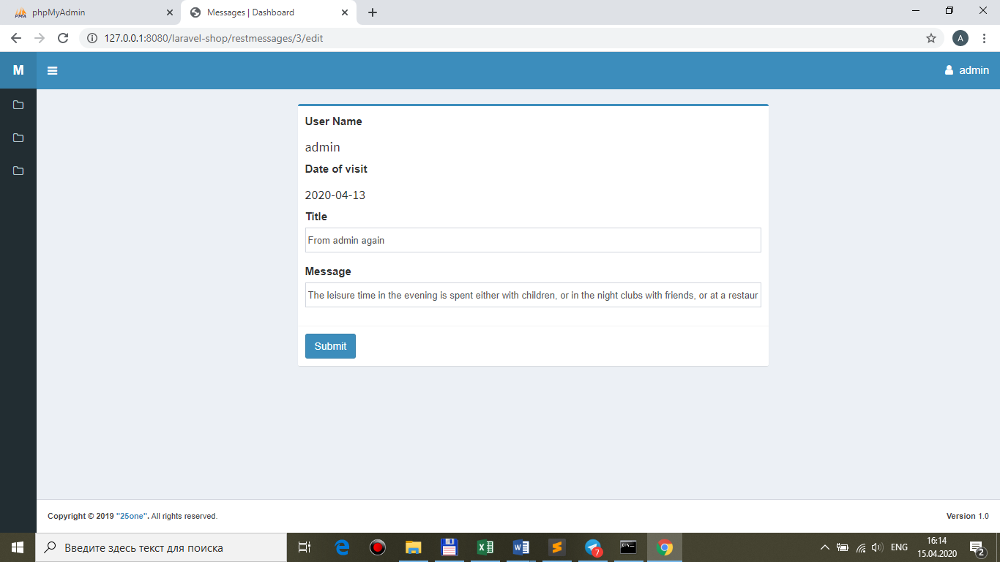 phpMyAdmin
Messages | Dashboard
127.0.0.1:8080/laravel-shop/restmessages/3/edit
A
M
admin
User Name
admin
Date of visit
2020-04-13
Title
From admin again
Message
The leisure time in the evening is spent either with children, or in the night clubs with friends, or at a restaur
Submit
Copyright © 2019 "25one". All rights reserved.
Version 1.0
Введите здесь текст для поиска
7
ENG
16:14
15.04.2020
2